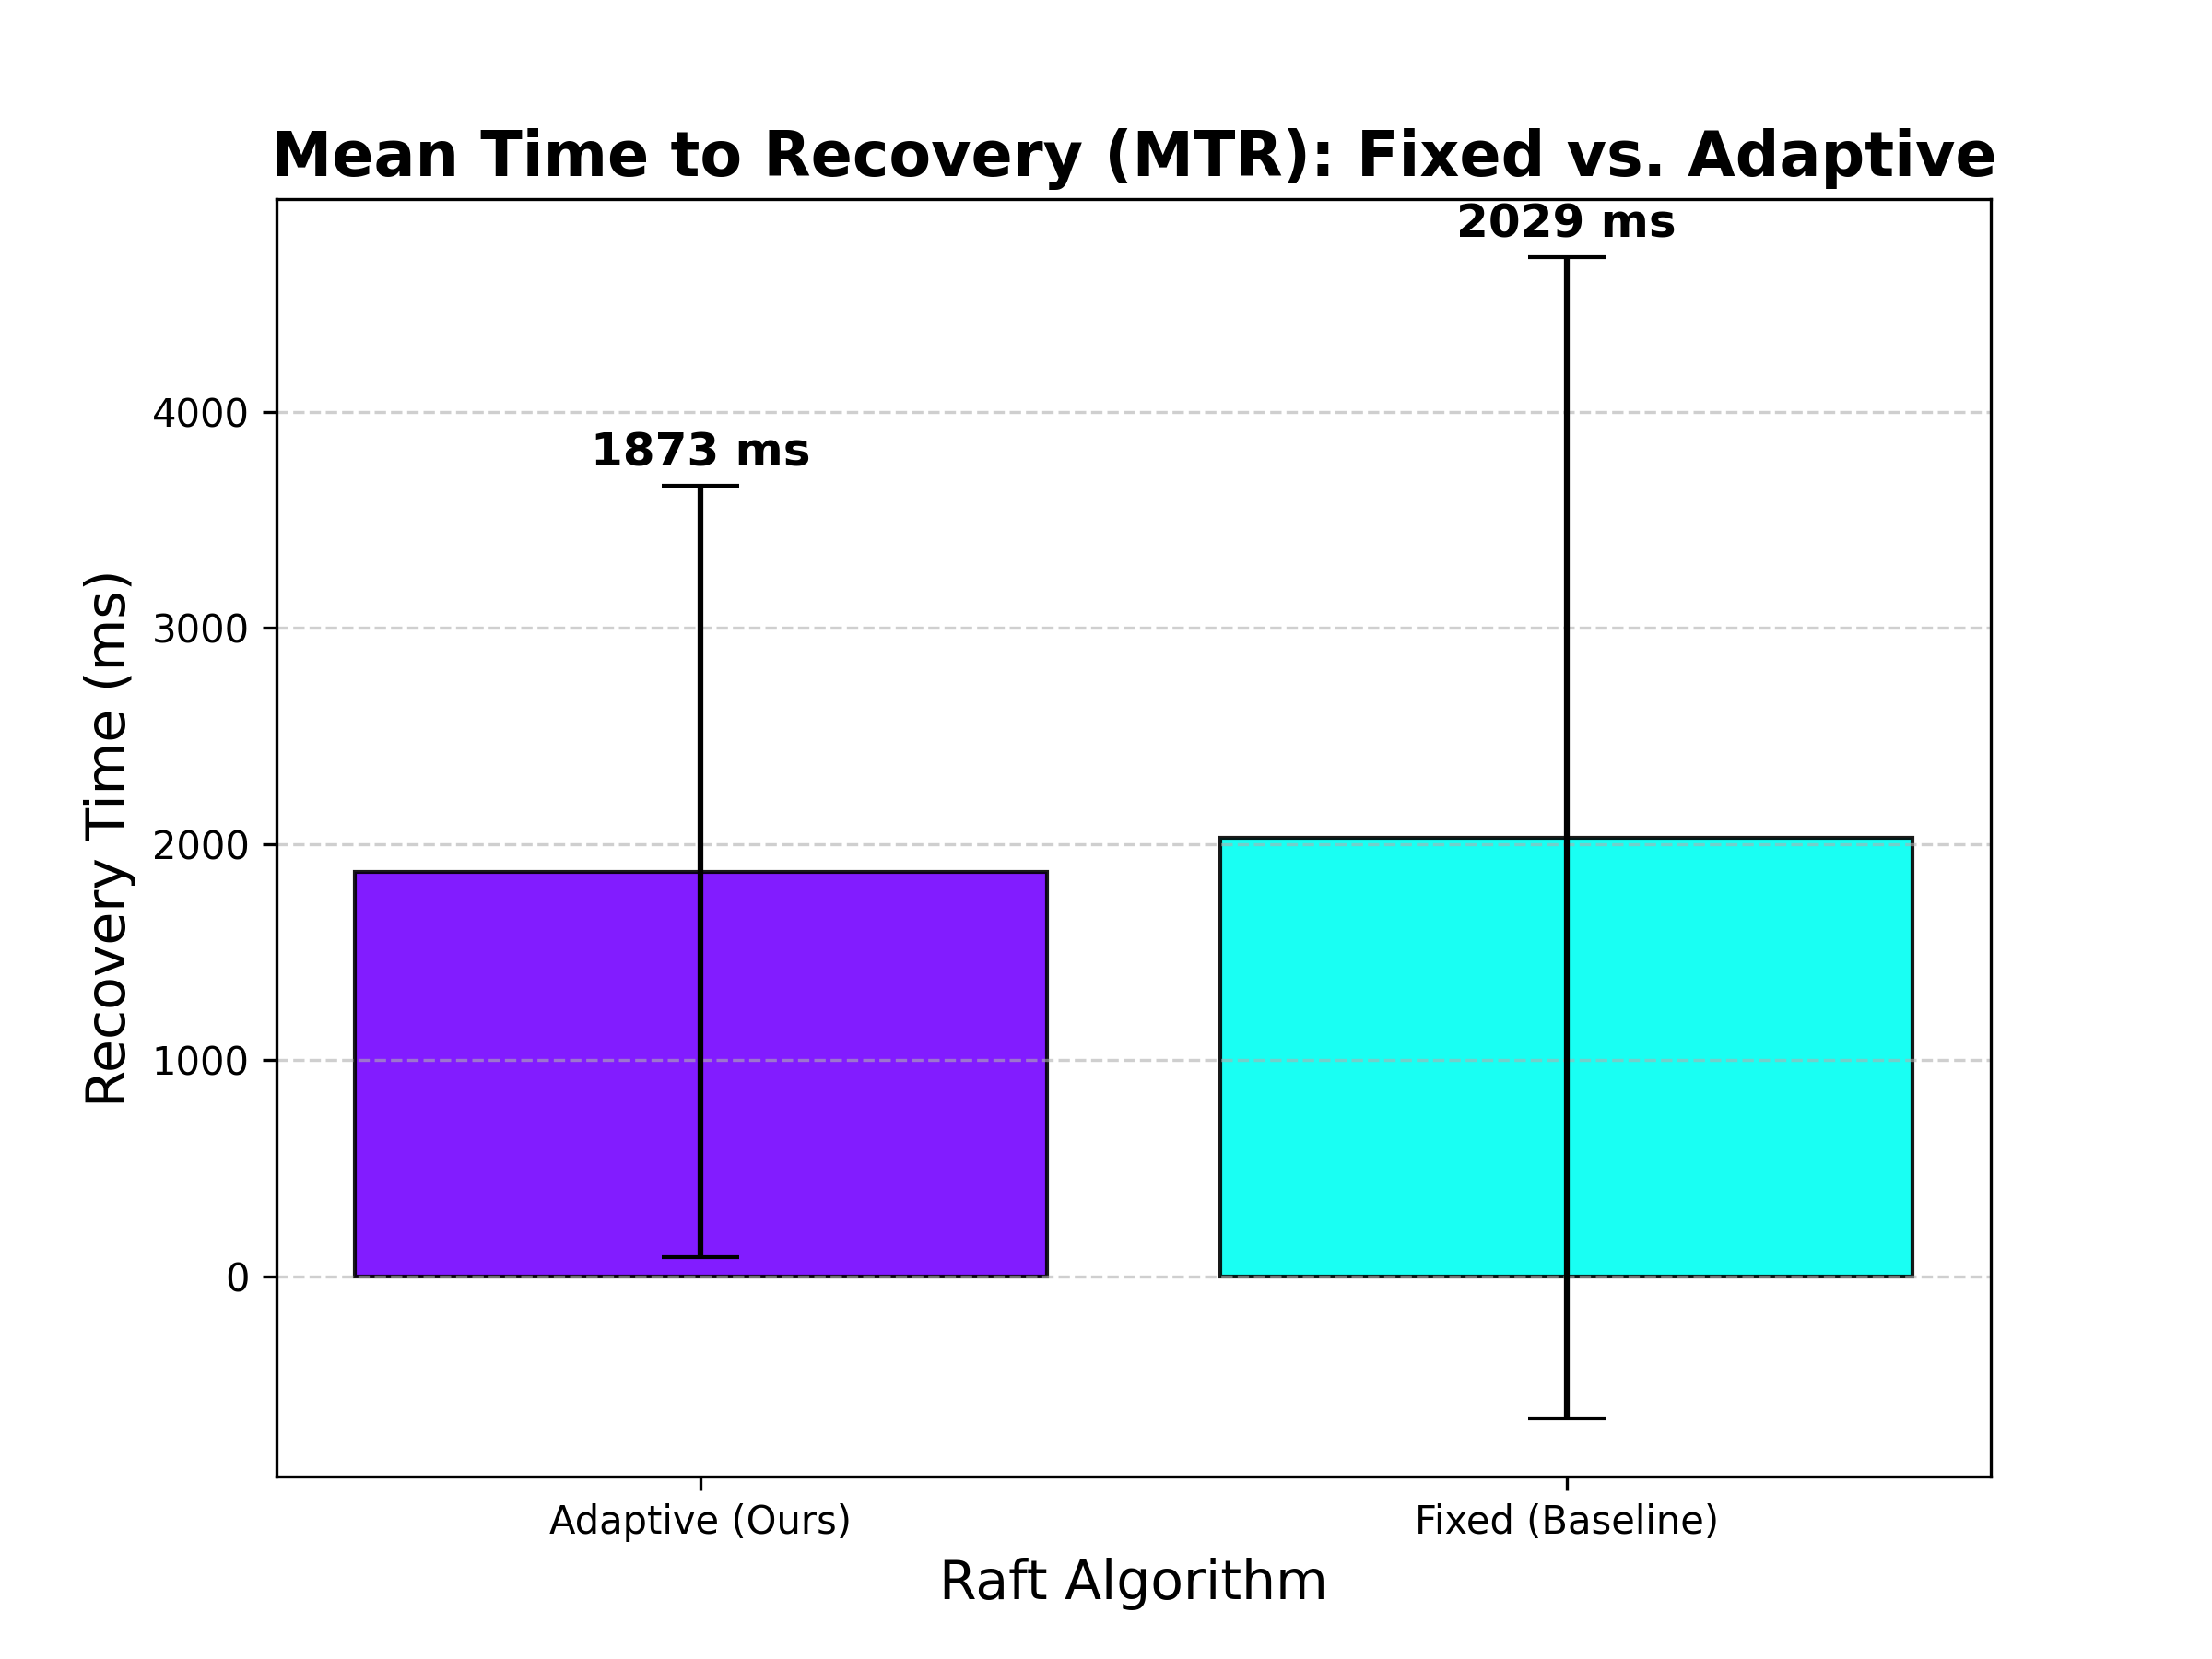 Mean Time to Recovery (MTR): Fixed vs. Adaptive
2029 ms
1873 ms
Recovery Time (ms)
4000
3000
2000
1000
0
Adaptive (Ours)
Fixed (Baseline)
Raft Algorithm